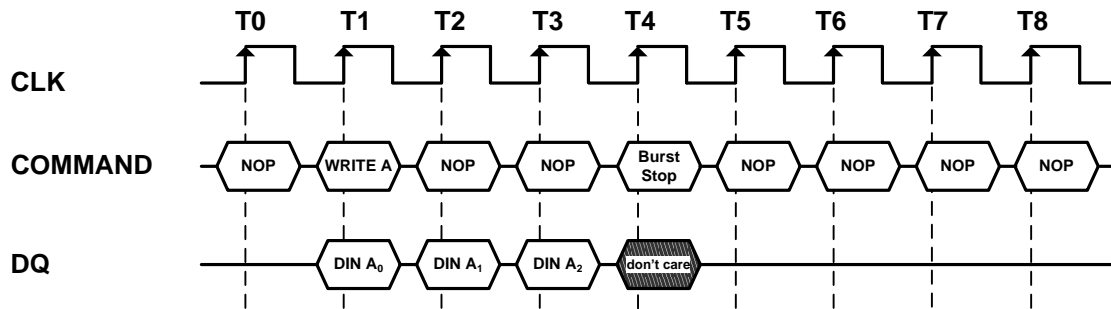 T0 T1 T2 T3 T4 T5 T6 T7 T8
CLK
COMMAND NOP WRITE A NOP NOP Burst Stop NOP NOP NOP NOP
DQ DIN A₀ DIN A₁ DIN A₂ don't care